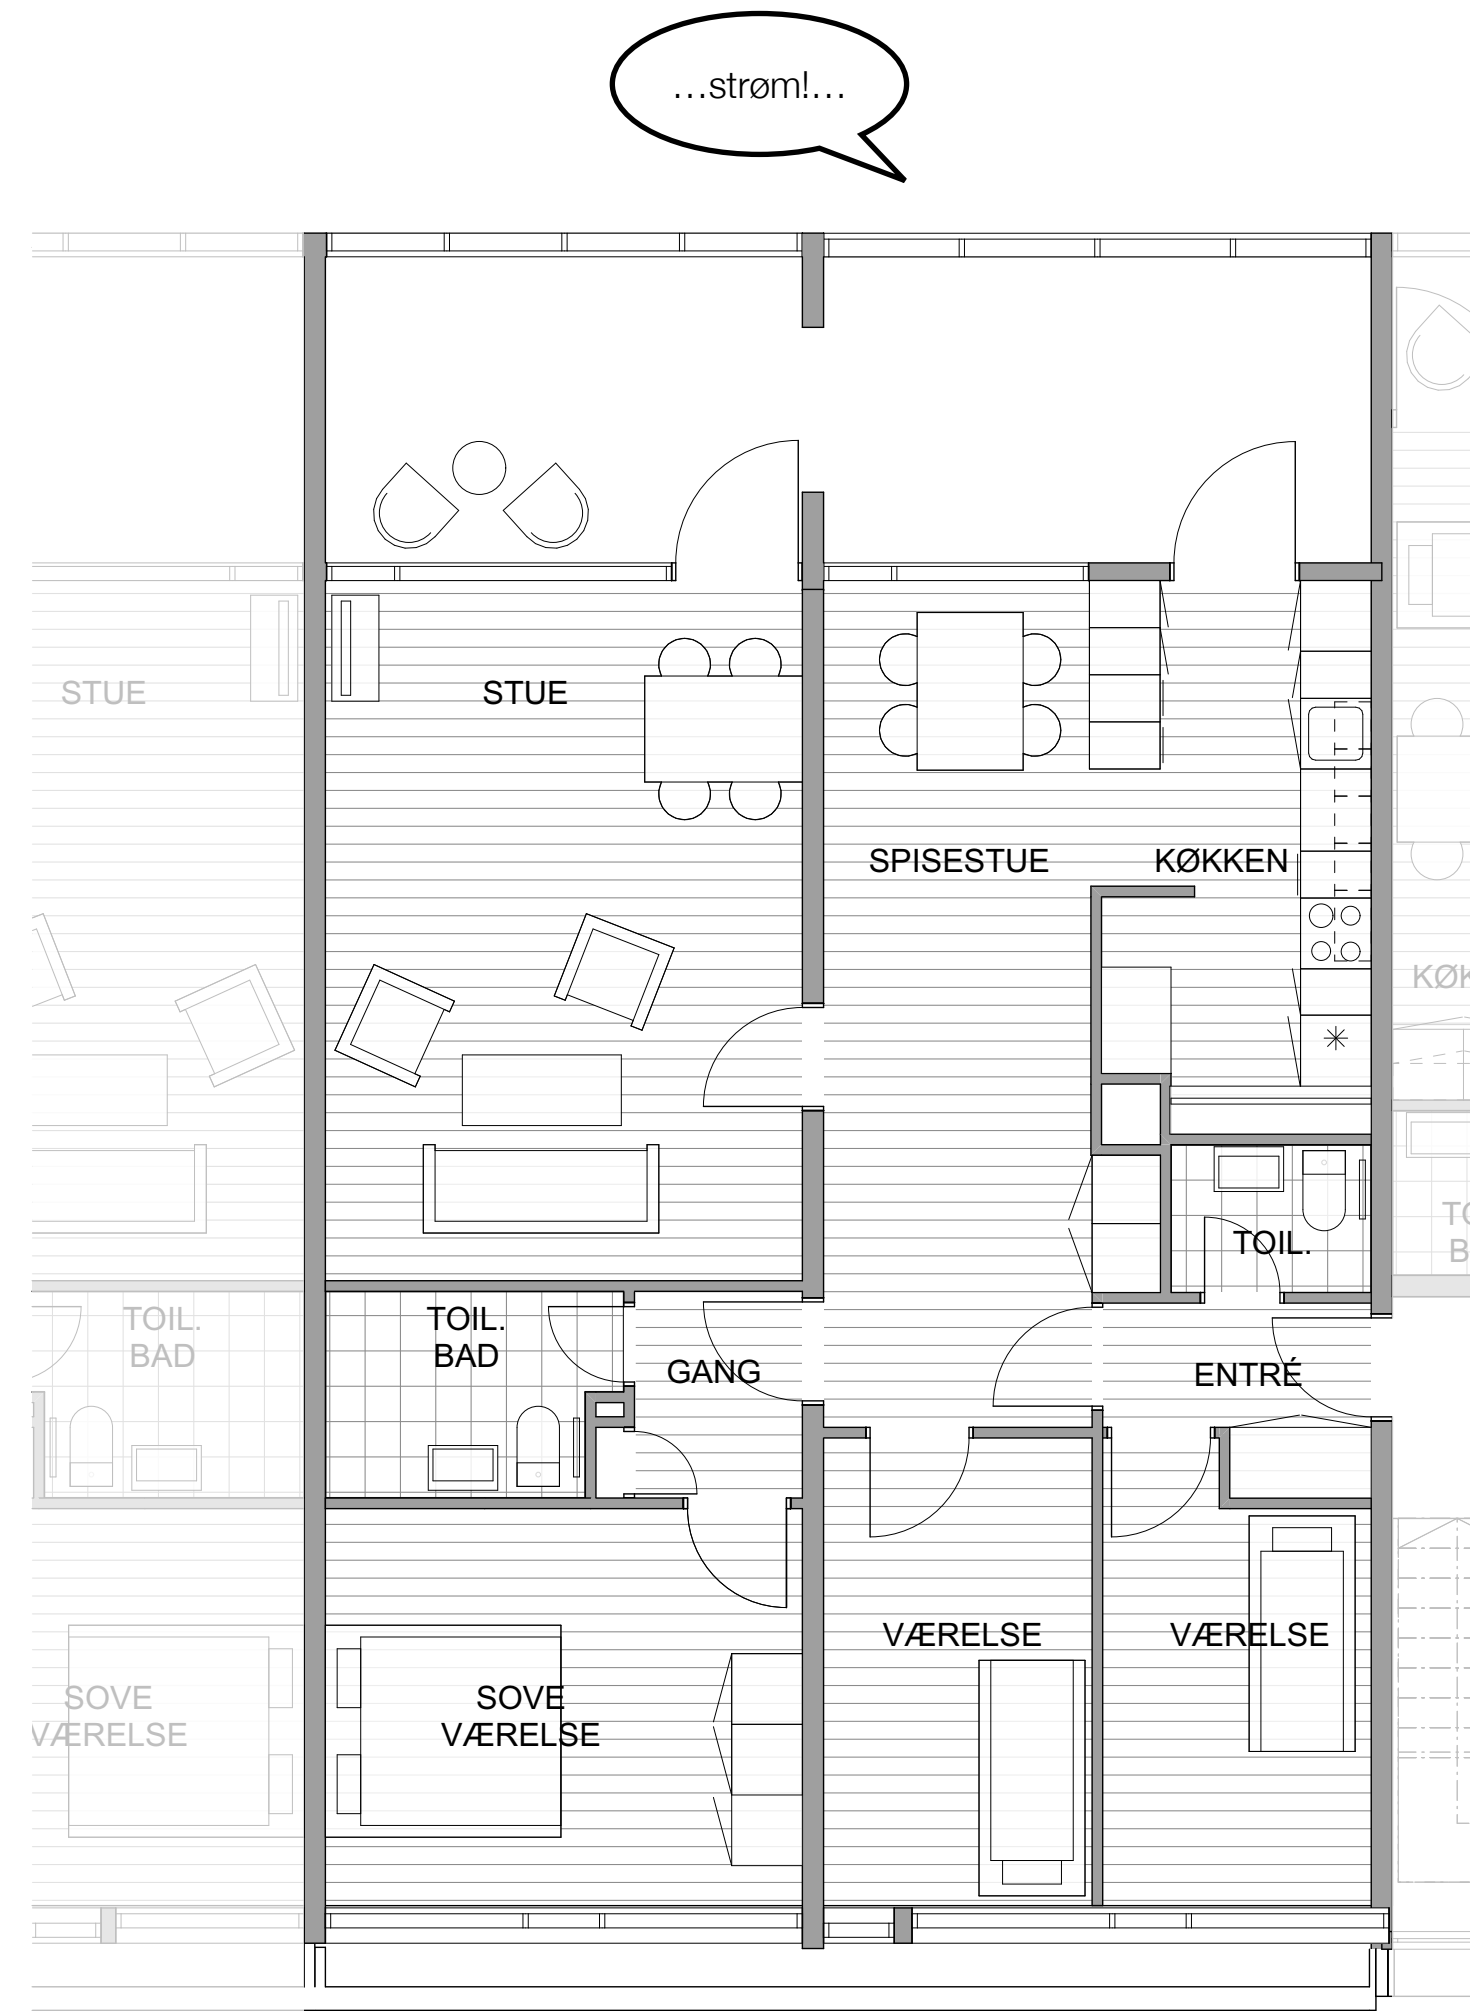 ...strøm!...
STUE
STUE
SPISESTUE
KØKKEN
TOIL.
TOIL.
BAD
TOIL.
BAD
GANG
ENTRÉ
VÆRELSE
VÆRELSE
SOVE
VÆRELSE
SOVE
VÆRELSE